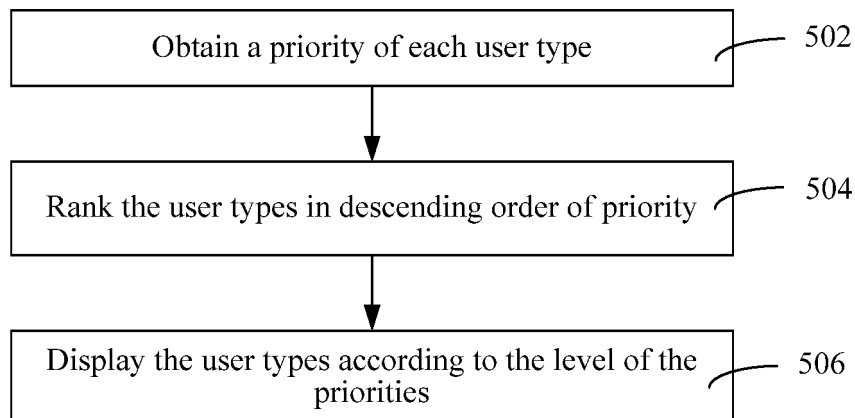 Obtain a priority of each user type
502
Rank the user types in descending order of priority
504
Display the user types according to the level of the
priorities
506